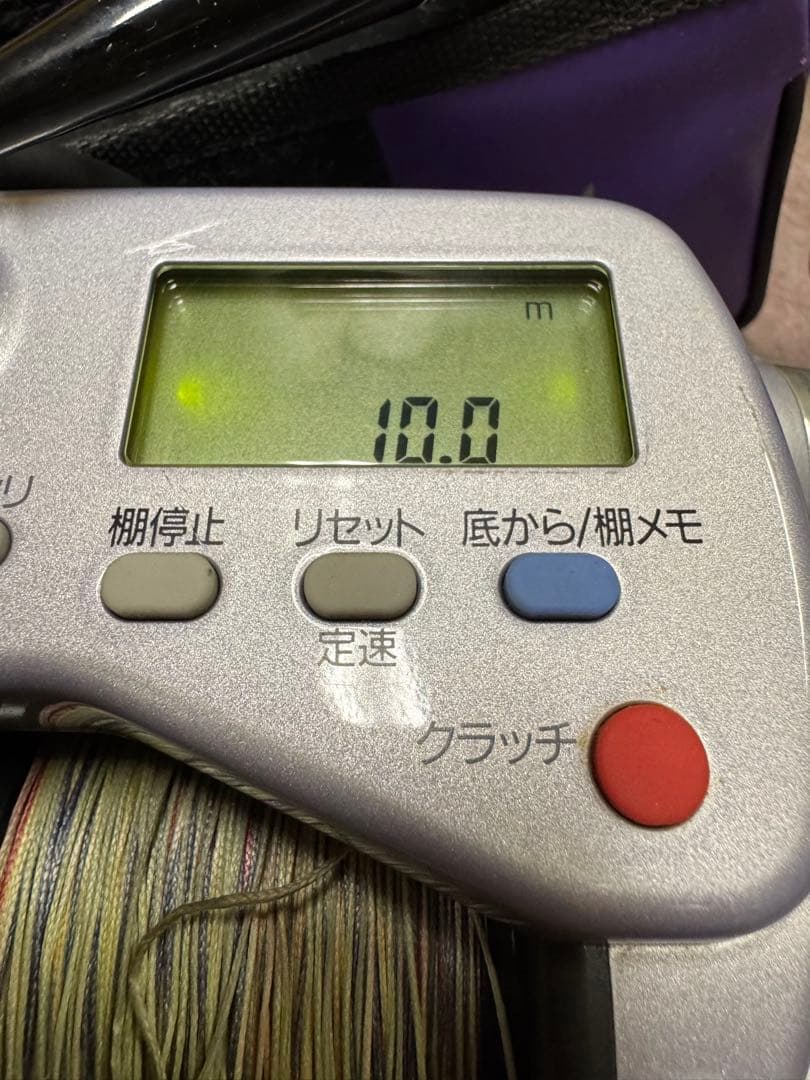 m
10.0
リ
棚停止 リセット 底から/棚メモ
定速
クラッチ